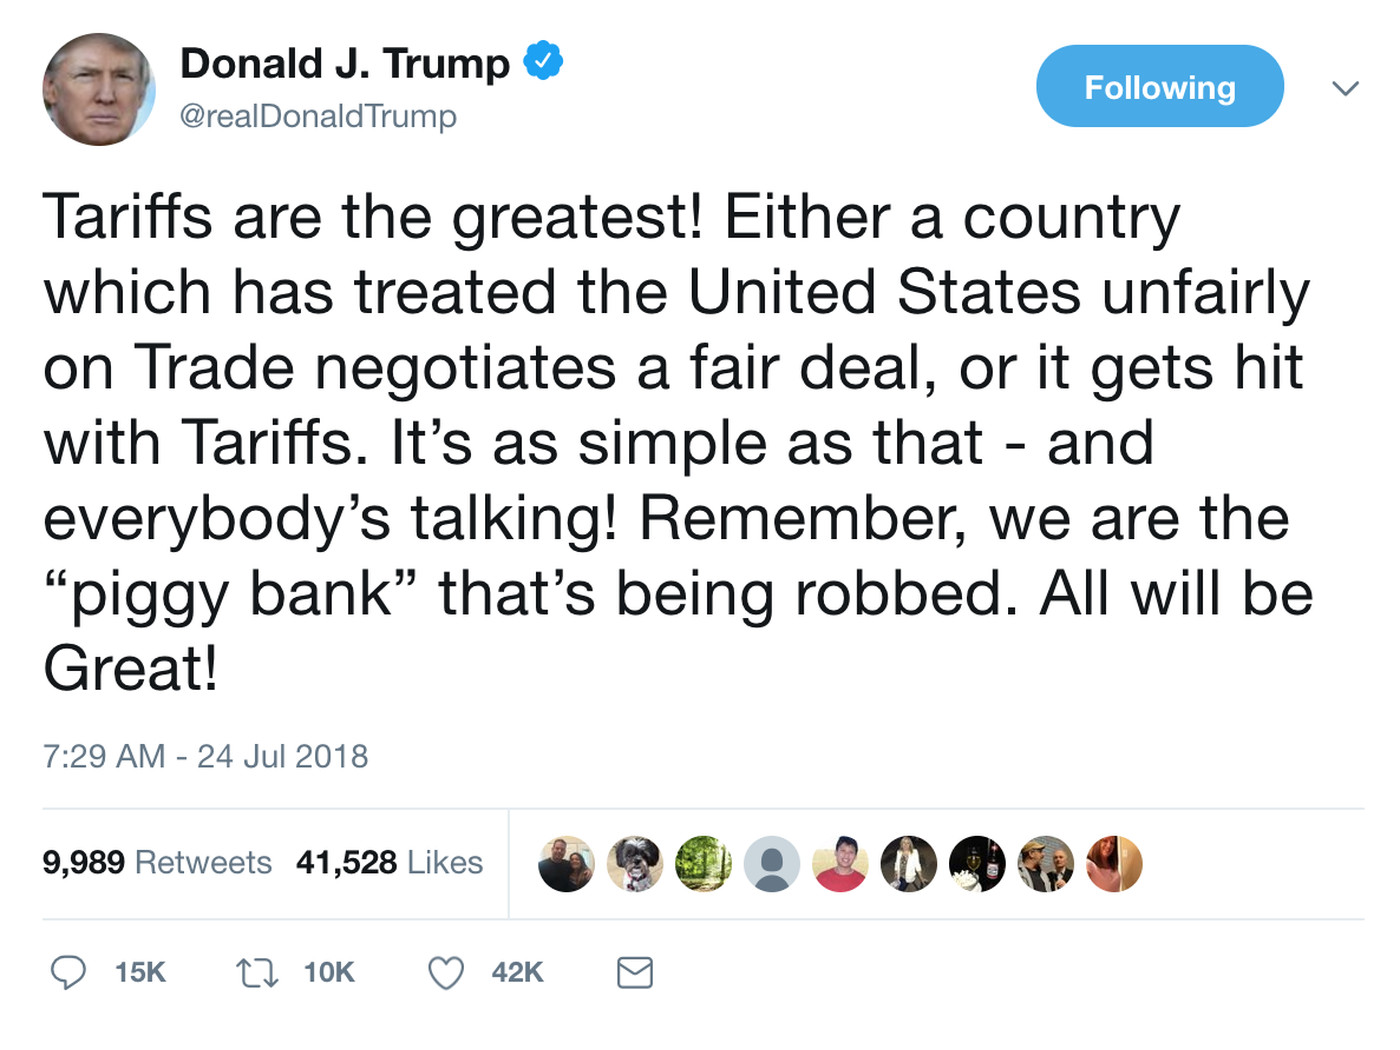 Donald J. Trump
@realDonaldTrump
Following
Tariffs are the greatest! Either a country
which has treated the United States unfairly
on Trade negotiates a fair deal, or it gets hit
with Tariffs. It’s as simple as that - and
everybody’s talking! Remember, we are the
“piggy bank” that’s being robbed. All will be
Great!
7:29 AM - 24 Jul 2018
9,989 Retweets 41,528 Likes
15K 10K 42K